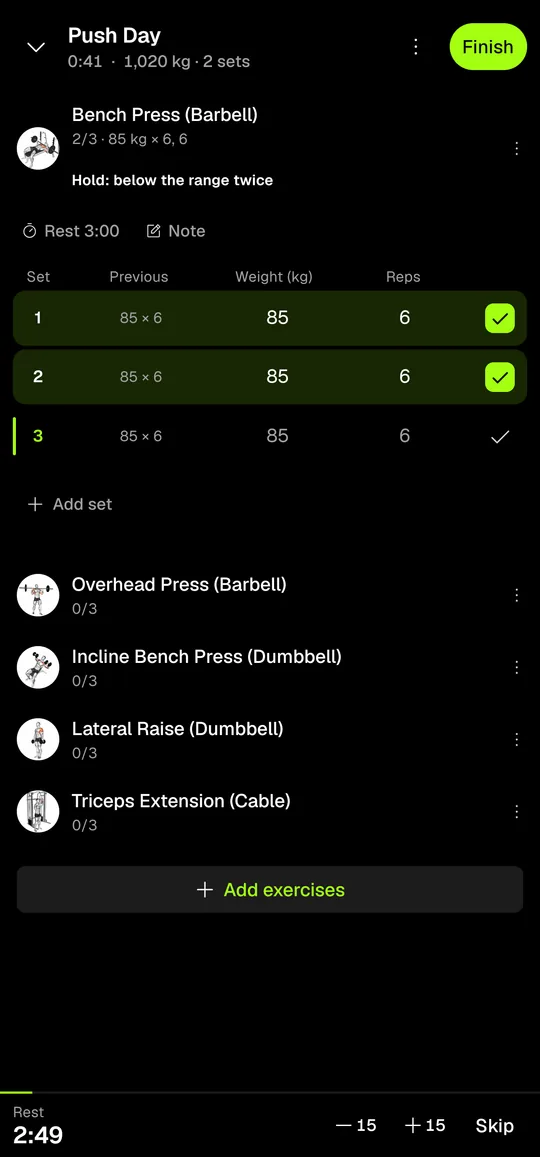 Push Day
Finish
0:41 · 1,020 kg · 2 sets
Bench Press (Barbell)
2/3 · 85 kg × 6, 6
Hold: below the range twice
Rest 3:00 Note
Set Previous Weight (kg) Reps
1 85 × 6 85 6
2 85 × 6 85 6
3 85 × 6 85 6
+ Add set
Overhead Press (Barbell)
0/3
Incline Bench Press (Dumbbell)
0/3
Lateral Raise (Dumbbell)
0/3
Triceps Extension (Cable)
0/3
+ Add exercises
Rest
2:49 −15 +15 Skip